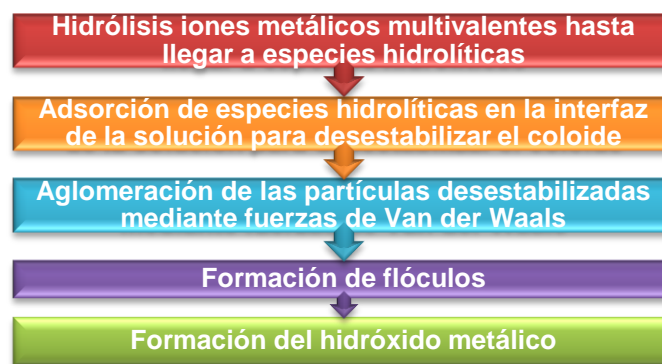 Hidrólisis iones metálicos multivalentes hasta
llegar a especies hidrolíticas
Adsorción de especies hidrolíticas en la interfaz
de la solución para desestabilizar el coloide
Aglomeración de las partículas desestabilizadas
mediante fuerzas de Van der Waals
Formación de flóculos
Formación del hidróxido metálico